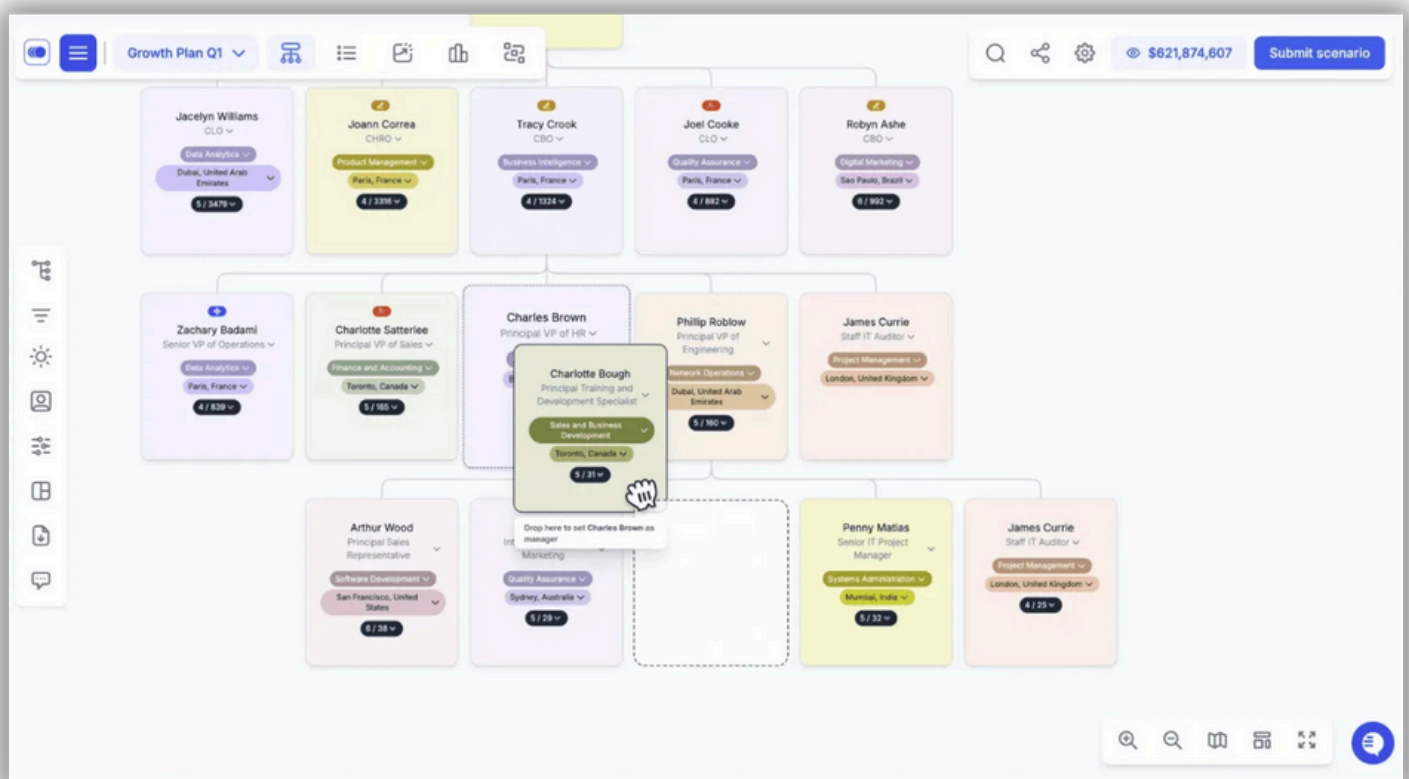 Growth Plan Q1
$621,874,607
Submit scenario
Jacelyn Williams
CLO
Data Analytics
Dubai, United Arab
Emirates
5 / 3479
Joann Correa
CHRO
Product Management
Paris, France
4 / 3316
Tracy Crook
CBO
Business Intelligence
Paris, France
4 / 1324
Joel Cooke
CLO
Quality Assurance
Paris, France
4 / 882
Robyn Ashe
CBO
Digital Marketing
Sao Paulo, Brazil
6 / 992
Zachary Badami
Senior VP of Operations
Data Analytics
Paris, France
4 / 839
Charlotte Satterlee
Principal VP of Sales
Finance and Accounting
Toronto, Canada
5 / 165
Charles Brown
Principal VP of HR
Charlotte Bough
Principal Training and
Development Specialist
Sales and Business
Development
Toronto, Canada
5 / 31
Drop here to set Charles Brown as
manager
Phillip Roblow
Principal VP of
Engineering
Network Operations
Dubai, United Arab
Emirates
5 / 160
James Currie
Staff IT Auditor
Project Management
London, United Kingdom
Arthur Wood
Principal Sales
Representative
Software Development
San Francisco, United
States
6 / 38
Marketing
Quality Assurance
Sydney, Australia
5 / 29
Penny Matias
Senior IT Project
Manager
Systems Administration
Mumbai, India
5 / 32
James Currie
Staff IT Auditor
Project Management
London, United Kingdom
4 / 25